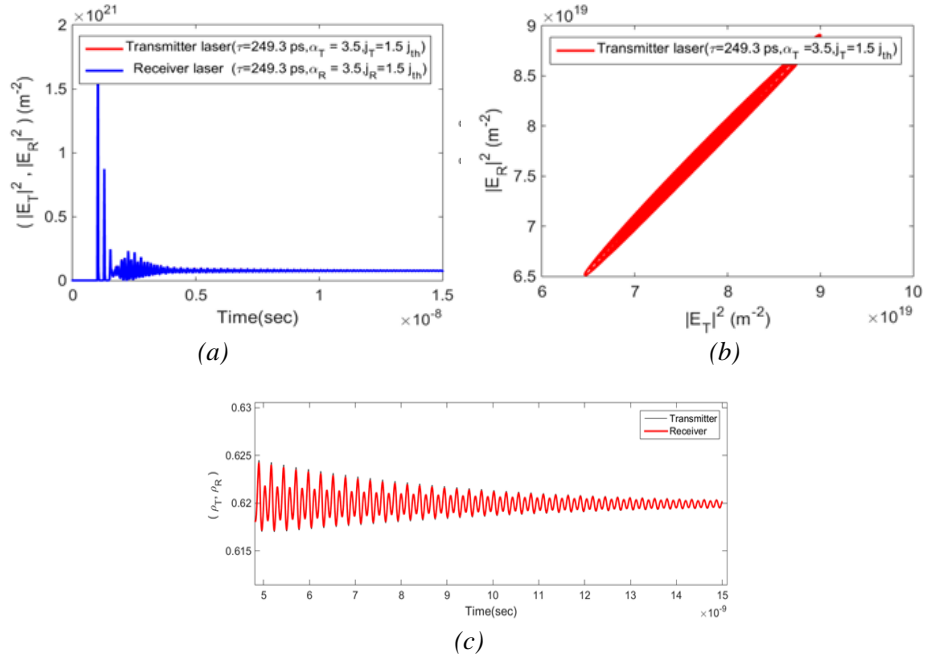 ×10^21
2
1.5
1
0.5
0
( |E_T|^2 , |E_R|^2 ) (m^-2)
Transmitter laser(τ=249.3 ps,α_T = 3.5,j_T=1.5 j_th)
Receiver laser (τ=249.3 ps,α_R = 3.5,j_R=1.5 j_th)
0 0.5 1 1.5
Time(sec) ×10^-8
(a)
×10^19
9.5
8.5
7.5
6.5
|E_R|^2 (m^-2)
Transmitter laser(τ=249.3 ps,α_T =3.5,j_T=1.5 j_th)
6 7 8 9 10
|E_T|^2 (m^-2) ×10^19
(b)
0.63
0.625
0.62
0.615
( ρ_T, ρ_R )
Transmitter
Receiver
5 6 7 8 9 10 11 12 13 14 15
Time(sec) ×10^-9
(c)